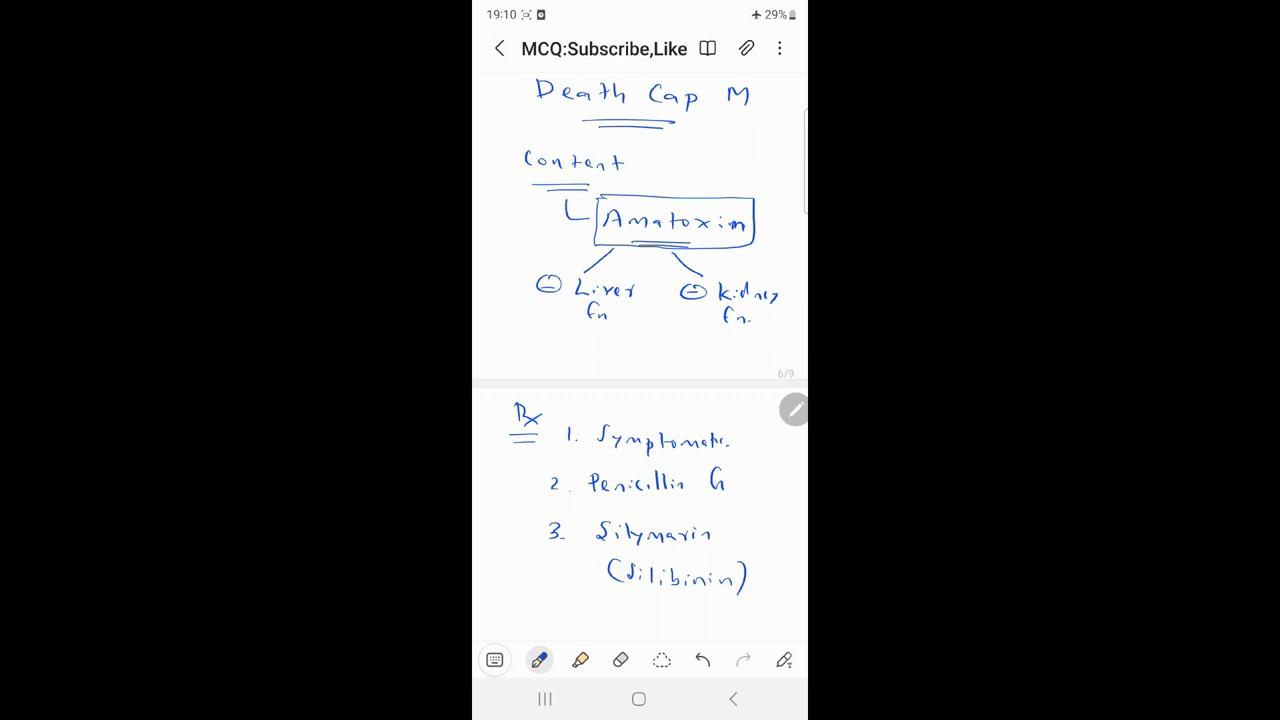 19:10 29%
MCQ:Subscribe,Like
Death Cap M
Content
Amatoxin
Liver fn
Kidney fn.
6/9
Rx
1. Symptomatic.
2. Penicillin G
3. Silymarin
(Silibinin)